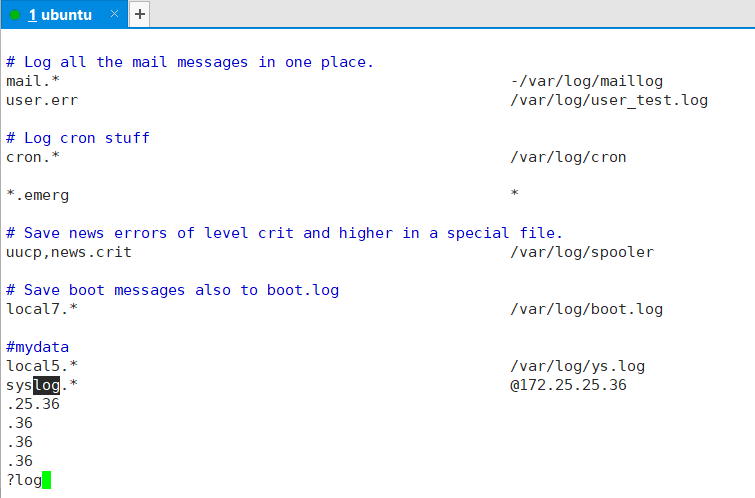 1 ubuntu × +
# Log all the mail messages in one place.
mail.* -/var/log/maillog
user.err /var/log/user_test.log
# Log cron stuff
cron.* /var/log/cron
*.emerg *
# Save news errors of level crit and higher in a special file.
uucp,news.crit /var/log/spooler
# Save boot messages also to boot.log
local7.* /var/log/boot.log
#mydata
local5.* /var/log/ys.log
syslog.* @172.25.25.36
.25.36
.36
.36
.36
?log